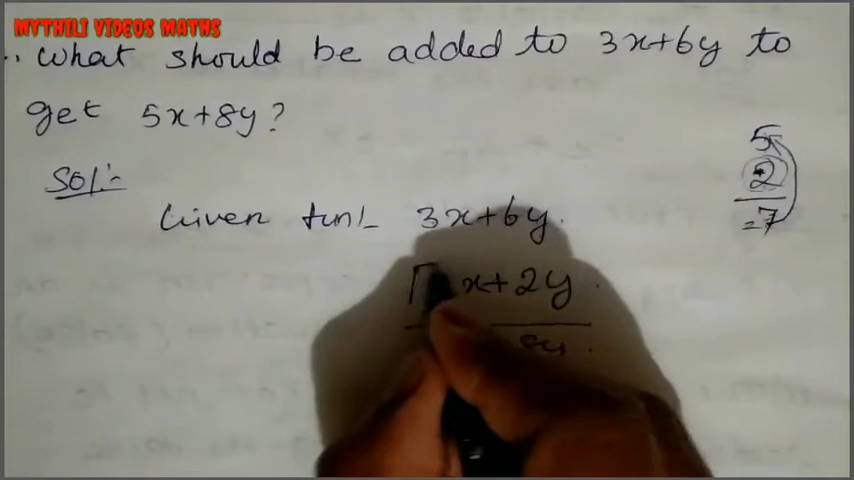 MYTHILI VIDEOS MATHS
What should be added to 3x+6y to
get 5x+8y?
Sol:-
Given 3x+6y.
x+2y
8y.
5
2
=7